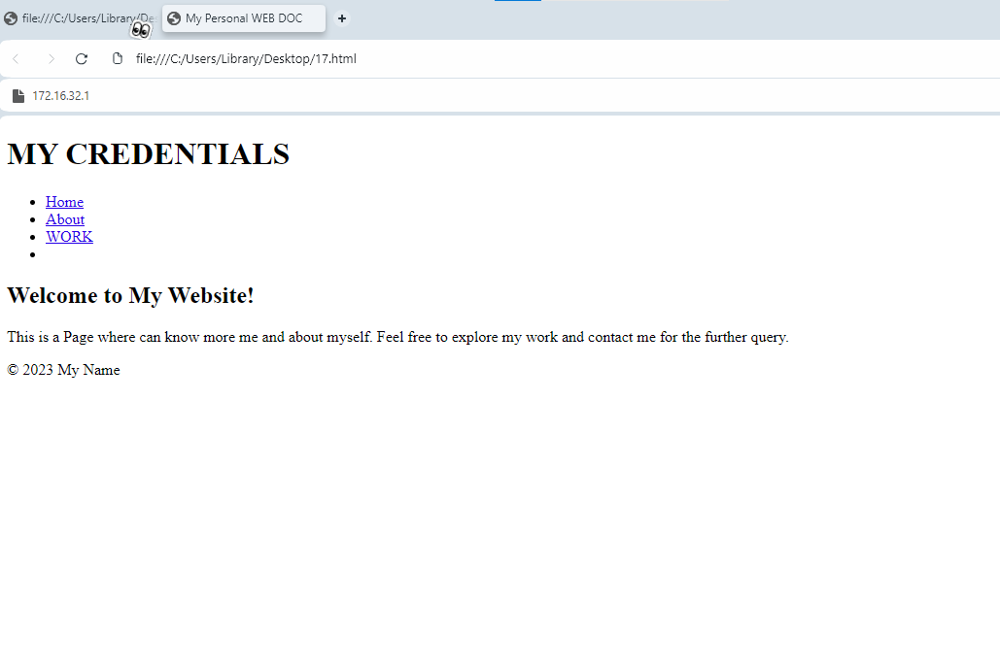 file:///C:/Users/Library/De
My Personal WEB DOC
file:///C:/Users/Library/Desktop/17.html
172.16.32.1
MY CREDENTIALS
Home
About
WORK
Welcome to My Website!
This is a Page where can know more me and about myself. Feel free to explore my work and contact me for the further query.
© 2023 My Name